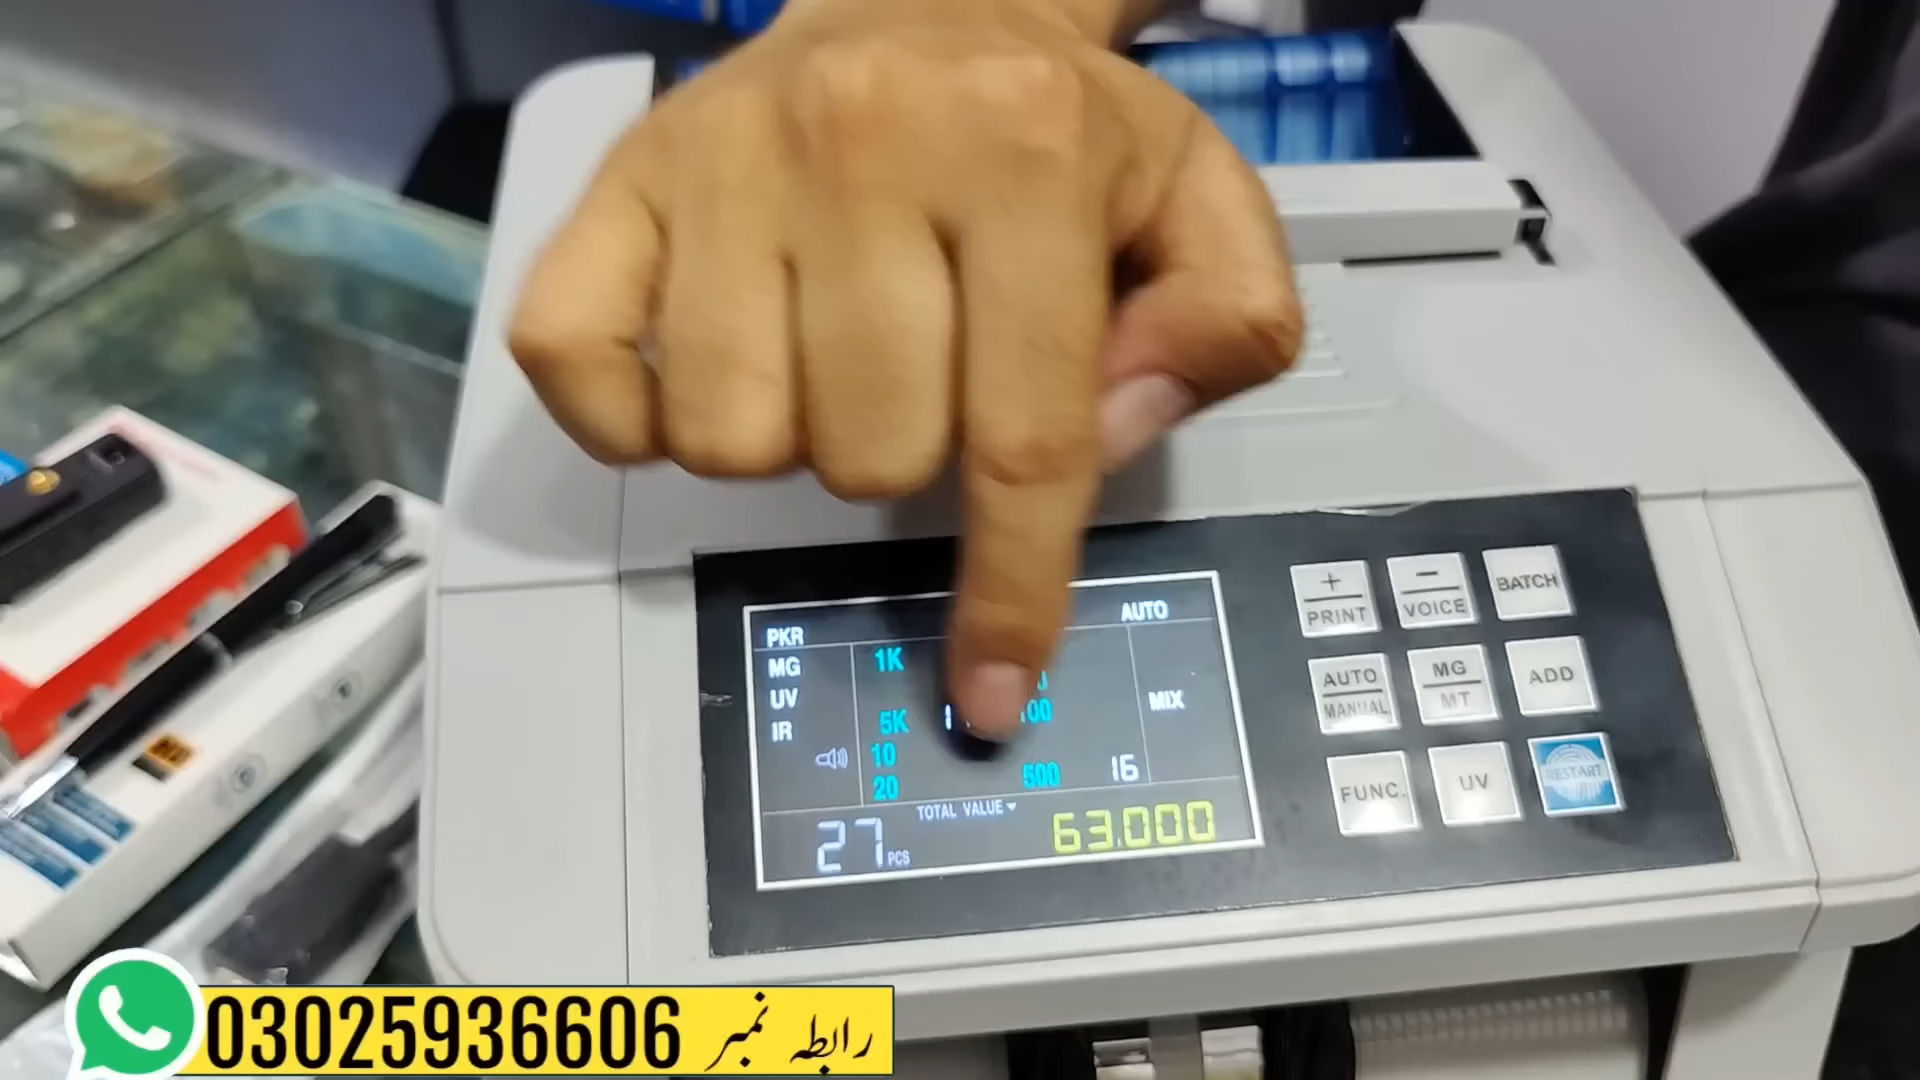 PKR
AUTO
MG
1K
UV
MIX
IR
5K
100
10
20
500
16
TOTAL VALUE
27 PCS
63.000
+
PRINT
−
VOICE
BATCH
AUTO
MANUAL
MG
MT
ADD
FUNC.
UV
RESTART
03025936606 رابطہ نمبر